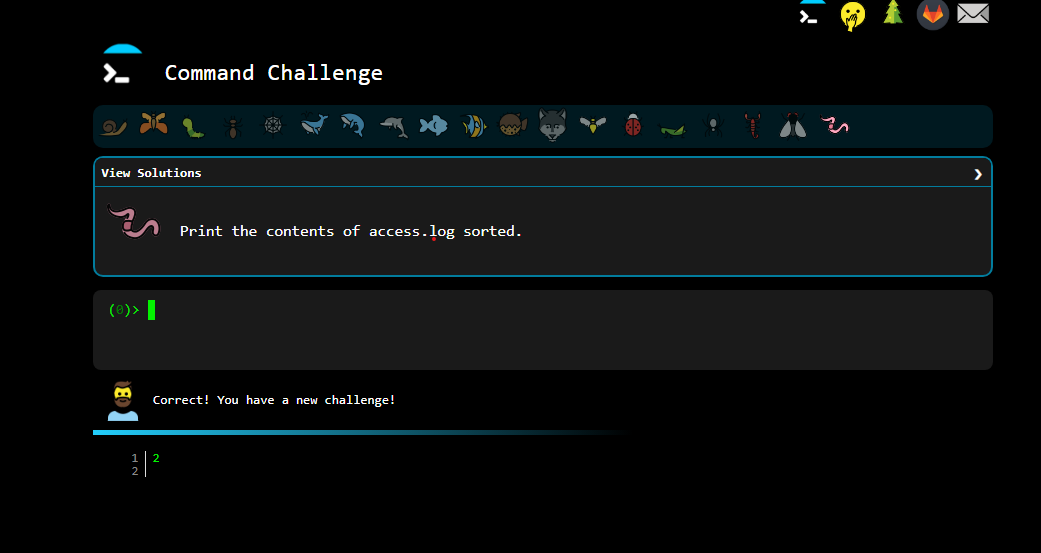 Command Challenge
View Solutions
Print the contents of access.log sorted.
(0)>
Correct! You have a new challenge!
1 2
2